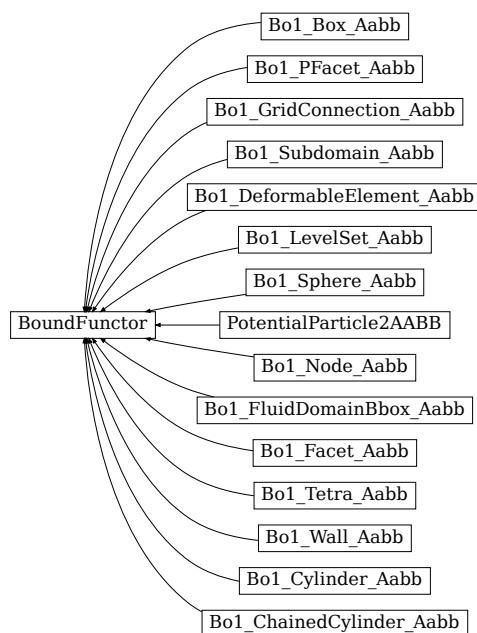 Bo1_Box_Aabb
Bo1_PFacet_Aabb
Bo1_GridConnection_Aabb
Bo1_Subdomain_Aabb
Bo1_DeformableElement_Aabb
Bo1_LevelSet_Aabb
Bo1_Sphere_Aabb
BoundFunctor
PotentialParticle2AABB
Bo1_Node_Aabb
Bo1_FluidDomainBbox_Aabb
Bo1_Facet_Aabb
Bo1_Tetra_Aabb
Bo1_Wall_Aabb
Bo1_Cylinder_Aabb
Bo1_ChainedCylinder_Aabb